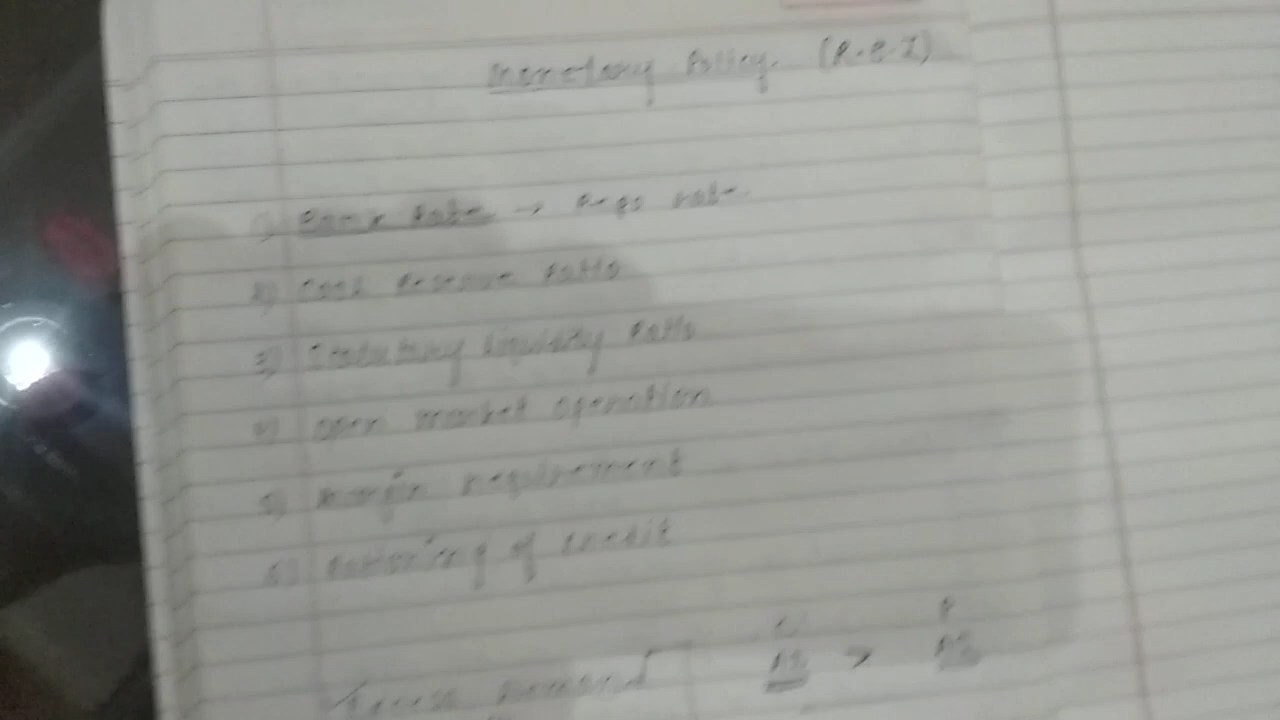 Monetary Policy. (R.B.I)
1) Bank Rate → Repo rate
2) Cash Reserve Ratio
3) Statutory Liquidity Ratio
4) open market operation
5) margin requirement
6) Rationing of credit
Demand
>